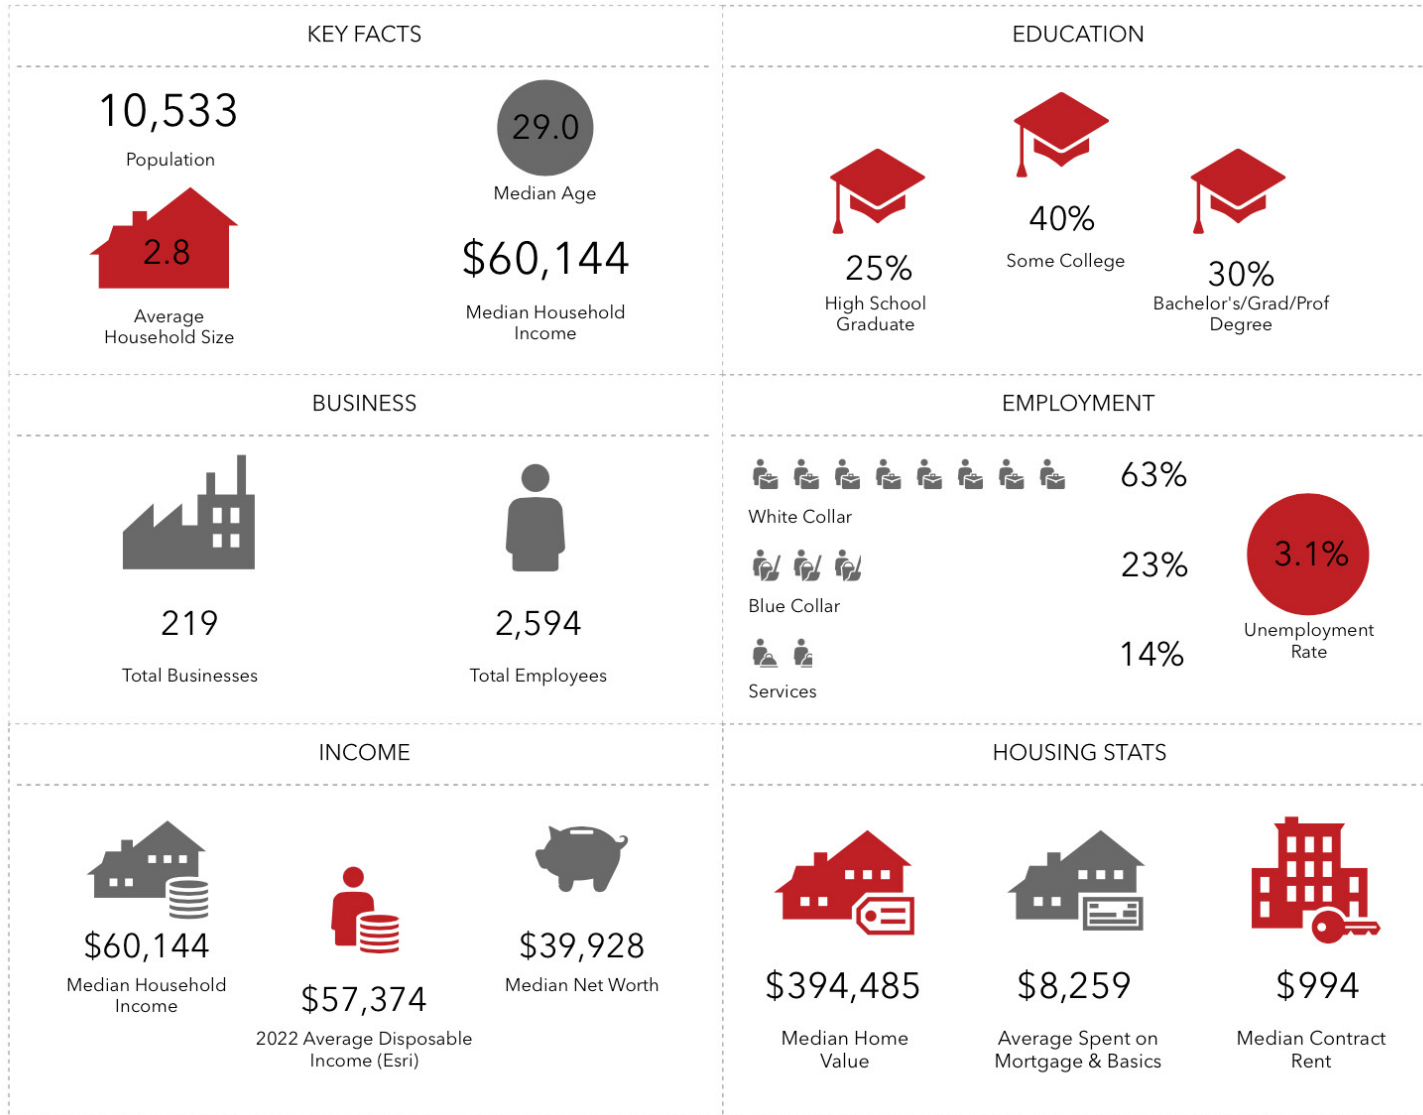 KEY FACTS
10,533
Population
29.0
Median Age
2.8
Average
Household Size
$60,144
Median Household
Income
EDUCATION
25%
High School
Graduate
40%
Some College
30%
Bachelor's/Grad/Prof
Degree
BUSINESS
219
Total Businesses
2,594
Total Employees
EMPLOYMENT
63%
White Collar
23%
Blue Collar
14%
Services
3.1%
Unemployment
Rate
INCOME
$60,144
Median Household
Income
$57,374
2022 Average Disposable
Income (Esri)
$39,928
Median Net Worth
HOUSING STATS
$394,485
Median Home
Value
$8,259
Average Spent on
Mortgage & Basics
$994
Median Contract
Rent